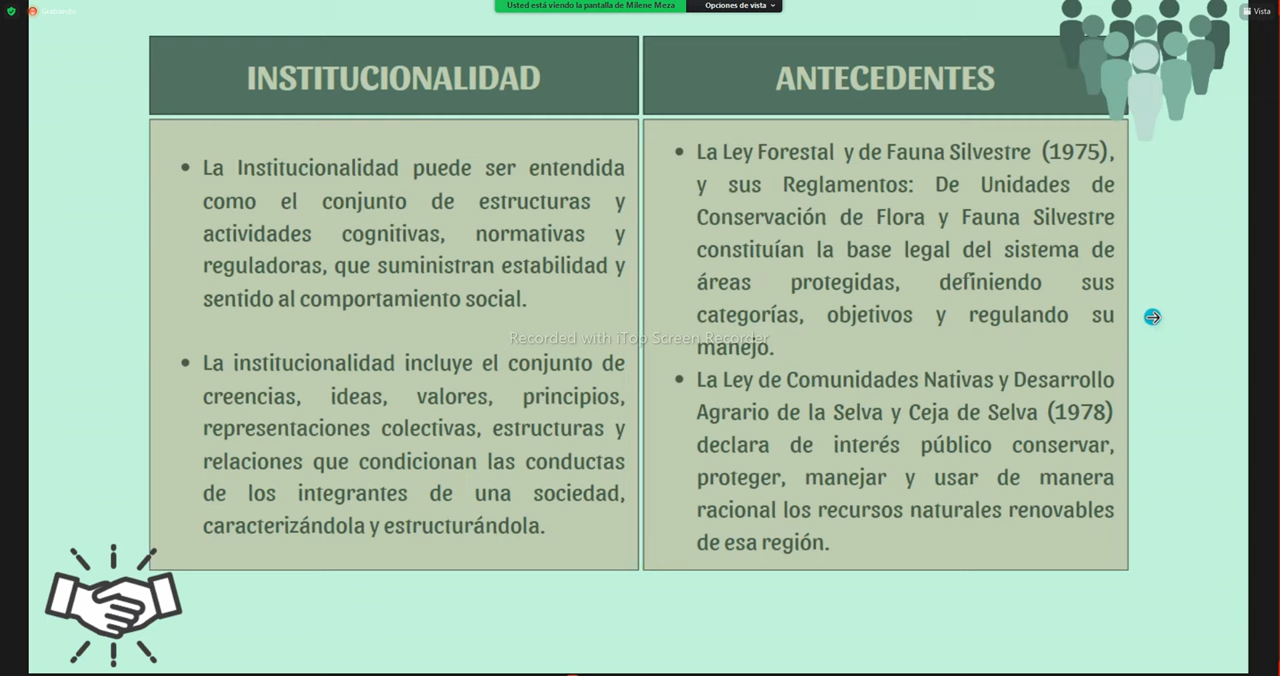 Grabando
Usted está viendo la pantalla de Milene Meza
Opciones de vista
Vista
INSTITUCIONALIDAD
La Institucionalidad puede ser entendida
como el conjunto de estructuras y
actividades cognitivas, normativas y
reguladoras, que suministran estabilidad y
sentido al comportamiento social.
La institucionalidad incluye el conjunto de
creencias, ideas, valores, principios,
representaciones colectivas, estructuras y
relaciones que condicionan las conductas
de los integrantes de una sociedad,
caracterizándola y estructurándola.
ANTECEDENTES
La Ley Forestal y de Fauna Silvestre (1975),
y sus Reglamentos: De Unidades de
Conservación de Flora y Fauna Silvestre
constituían la base legal del sistema de
áreas protegidas, definiendo sus
categorías, objetivos y regulando su
manejo.
La Ley de Comunidades Nativas y Desarrollo
Agrario de la Selva y Ceja de Selva (1978)
declara de interés público conservar,
proteger, manejar y usar de manera
racional los recursos naturales renovables
de esa región.
Recorded with iTop Screen Recorder